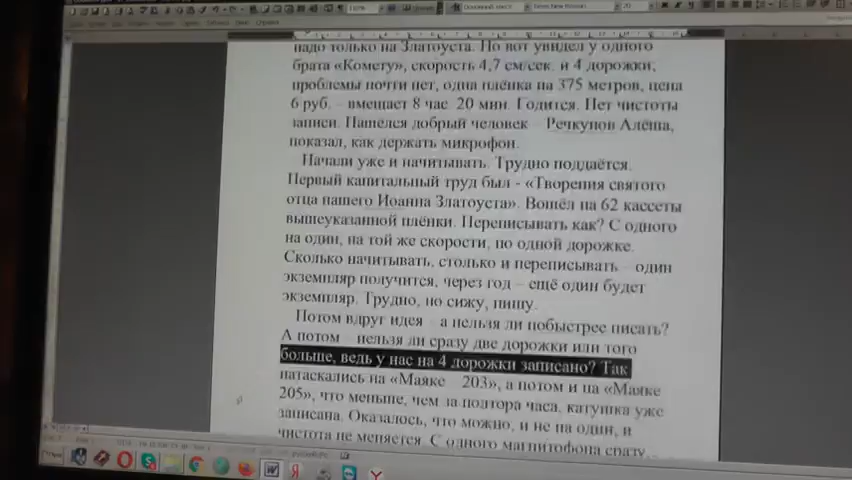 надо только на Златоуста. Но вот увидел у одного
брата «Комету», скорость 4,7 см/сек. и 4 дорожки,
проблемы почти нет, одна плёнка на 375 метров, цена
6 руб. – вмещает 8 час. 20 мин. Годится. Нет чистоты
записи. Нашелся добрый человек – Речкунов Алёша,
показал, как держать микрофон.
Начали уже и начитывать. Трудно поддаётся.
Первый капитальный труд был - «Творения святого
отца нашего Иоанна Златоуста». Вошёл на 62 кассеты
вышеуказанной плёнки. Переписывать как? С одного
на один, на той же скорости, по одной дорожке.
Сколько начитывать, столько и переписывать – один
экземпляр получится, через год – ещё один будет
экземпляр. Трудно, но сижу, пишу.
Потом вдруг идея – а нельзя ли побыстрее писать?
А потом – нельзя ли сразу две дорожки или того
больше, ведь у нас на 4 дорожки записано? Так
натаскались на «Маяке – 203», а потом и на «Маяке
205», что меньше, чем за полтора часа, катушка уже
записана. Оказалось, что можно, и не на один, и
чистота не меняется. С одного магнитофона сразу